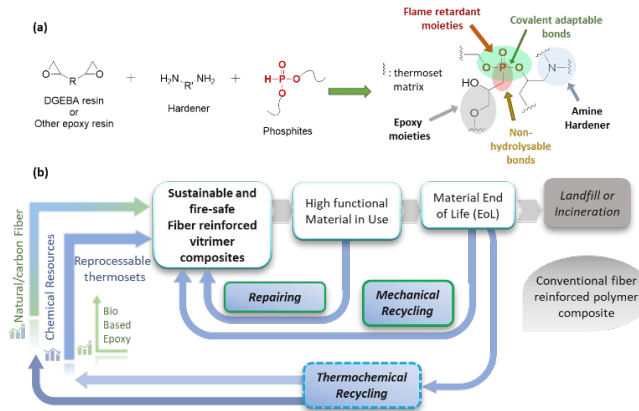 (a)
Flame retardant
moieties
Covalent adaptable
bonds
R
DGEBA resin
or
Other epoxy resin
+
H₂N
R'
NH₂
Hardener
+
O
H
P
O
O
Phosphites
: thermoset
matrix
O
O
P
O
N
HO
O
Epoxy
moieties
Non-
hydrolysable
bonds
Amine
Hardener
(b)
Natural/carbon Fiber
Chemical Resources
Reprocessable
thermosets
Bio
Based
Epoxy
Sustainable and
fire-safe
Fiber reinforced
vitrimer
composites
High functional
Material in Use
Material End
of Life (EoL)
Landfill or
Incineration
Repairing
Mechanical
Recycling
Conventional fiber
reinforced polymer
composite
Thermochemical
Recycling